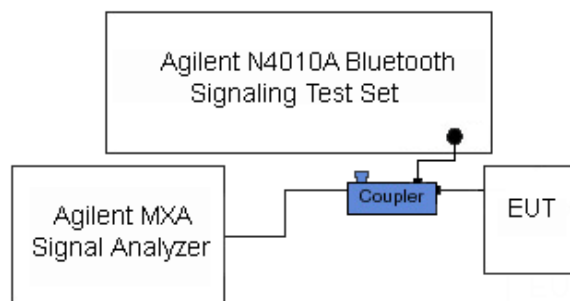 Agilent N4010A Bluetooth
Signaling Test Set
Coupler
Agilent MXA
Signal Analyzer
EUT